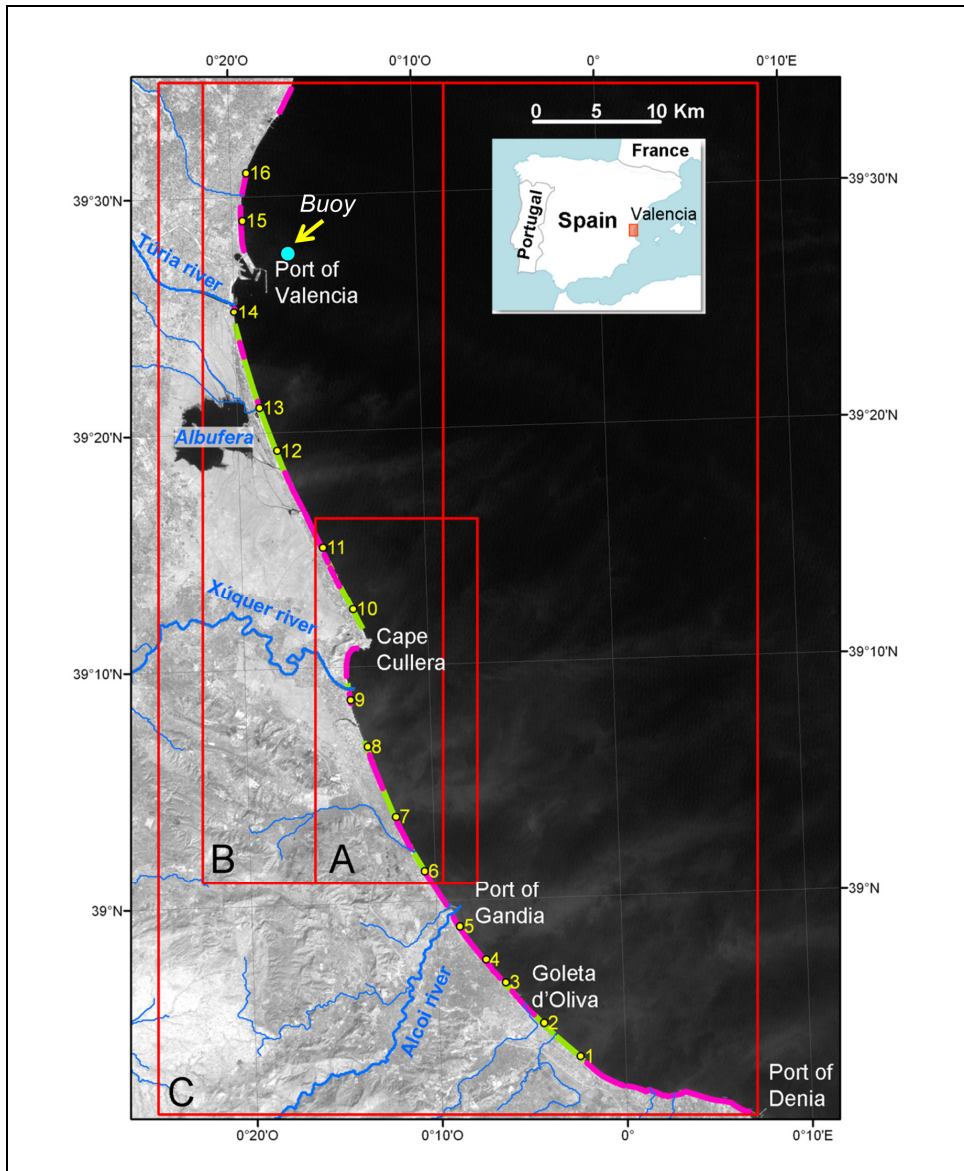 0°20'O
0°10'O
0°
0°10'E
0 5 10 Km
France
Portugal
Spain
Valencia
39°30'N
39°30'N
16
15
Buoy
Port of
Valencia
Túria river
14
13
Albufera
12
39°20'N
39°20'N
11
10
Xúquer river
Cape
Cullera
39°10'N
39°10'N
9
8
7
B
A
6
39°N
39°N
Port of
Gandia
5
4
3
Goleta
d'Oliva
Alcoi river
2
1
Port of
Denia
C
0°20'O
0°10'O
0°
0°10'E